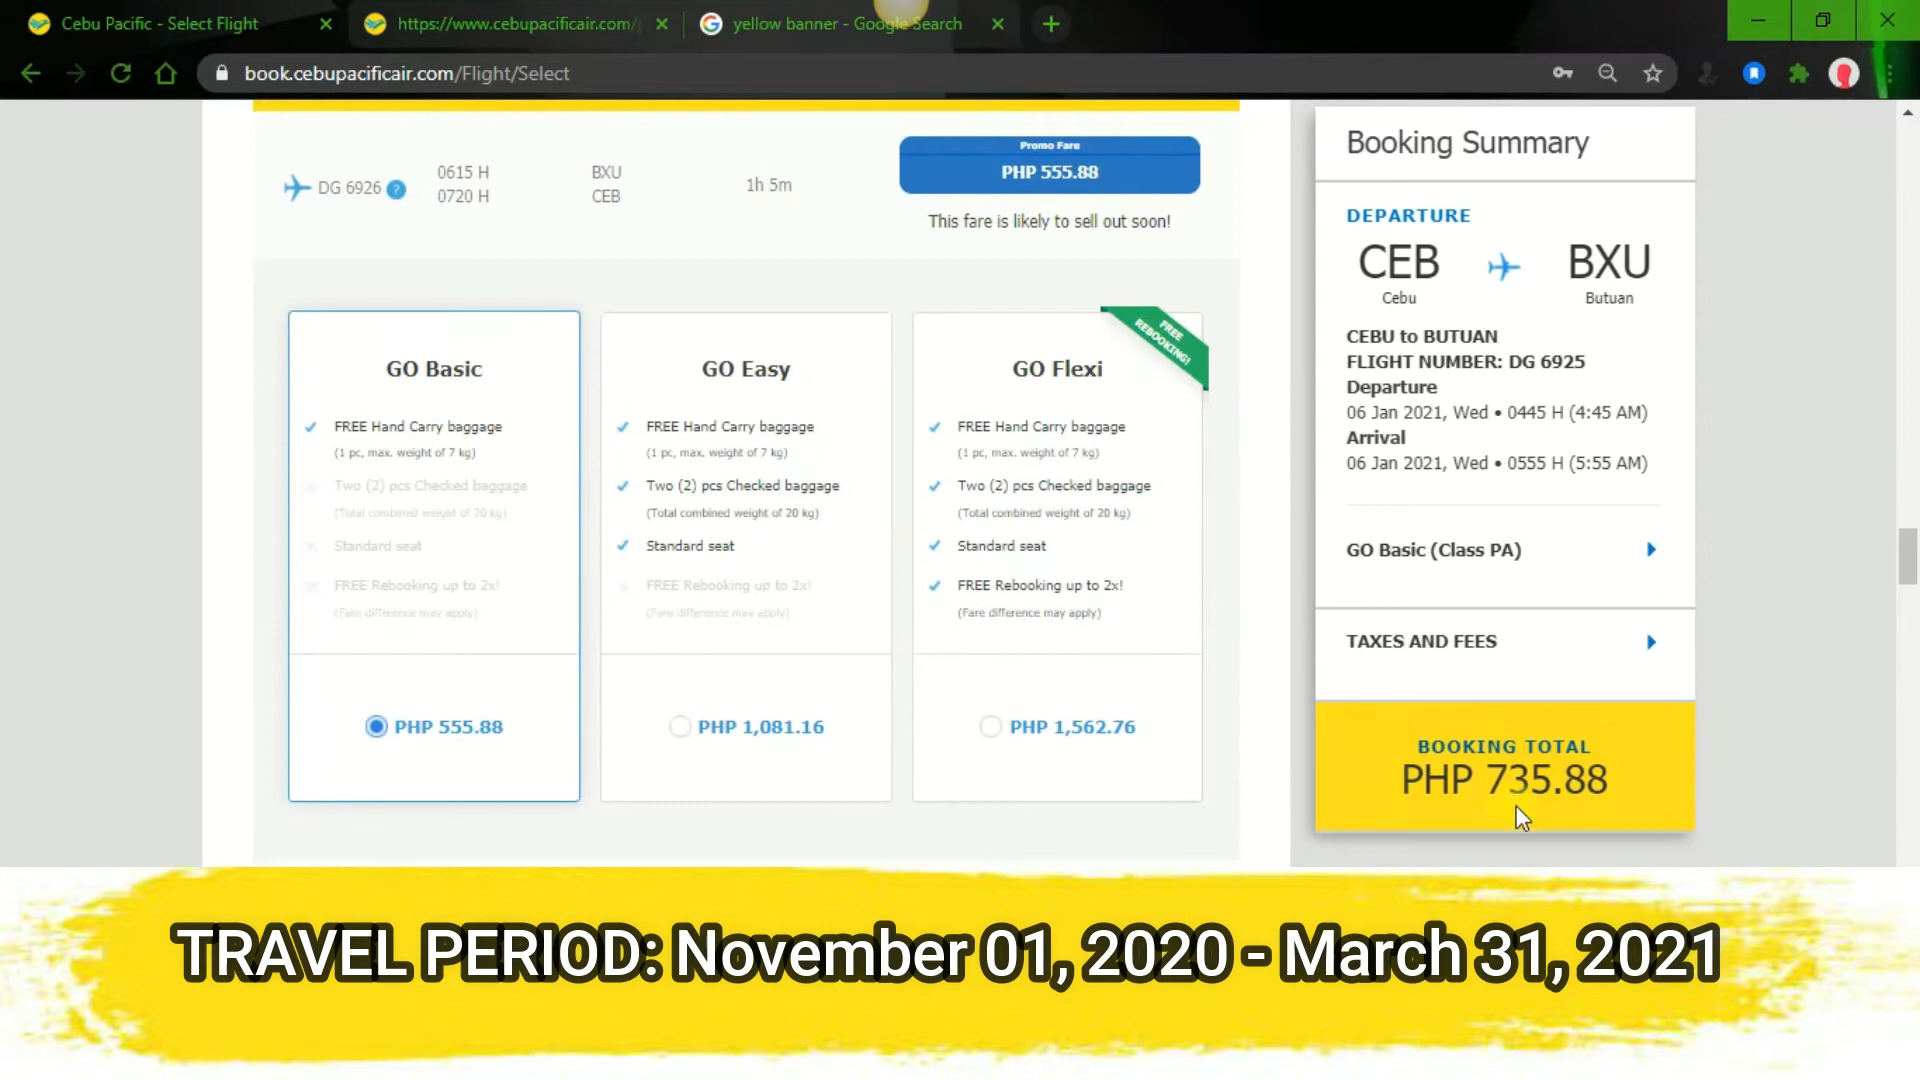 Cebu Pacific - Select Flight
https://www.cebupacificair.com/
yellow banner - Google Search
book.cebupacificair.com/Flight/Select
DG 6926 ?
0615 H
0720 H
BXU
CEB
1h 5m
Promo Fare
PHP 555.88
This fare is likely to sell out soon!
GO Basic
FREE Hand Carry baggage
(1 pc, max. weight of 7 kg)
Two (2) pcs Checked baggage
(Total combined weight of 20 kg)
Standard seat
FREE Rebooking up to 2x!
(Fare difference may apply)
PHP 555.88
GO Easy
FREE Hand Carry baggage
(1 pc, max. weight of 7 kg)
Two (2) pcs Checked baggage
(Total combined weight of 20 kg)
Standard seat
FREE Rebooking up to 2x!
(Fare difference may apply)
PHP 1,081.16
FREE
REBOOKING!
GO Flexi
FREE Hand Carry baggage
(1 pc, max. weight of 7 kg)
Two (2) pcs Checked baggage
(Total combined weight of 20 kg)
Standard seat
FREE Rebooking up to 2x!
(Fare difference may apply)
PHP 1,562.76
Booking Summary
DEPARTURE
CEB BXU
Cebu Butuan
CEBU to BUTUAN
FLIGHT NUMBER: DG 6925
Departure
06 Jan 2021, Wed • 0445 H (4:45 AM)
Arrival
06 Jan 2021, Wed • 0555 H (5:55 AM)
GO Basic (Class PA)
TAXES AND FEES
BOOKING TOTAL
PHP 735.88
TRAVEL PERIOD: November 01, 2020 - March 31, 2021